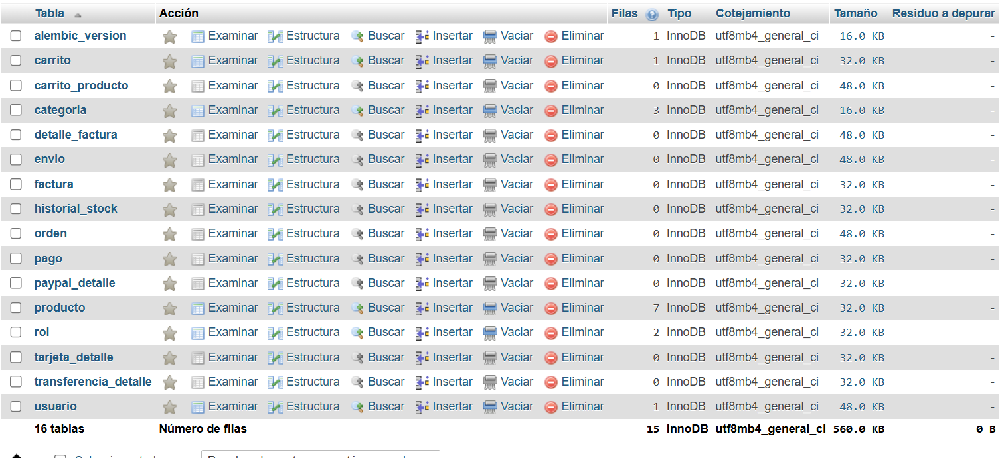 Tabla Acción Filas Tipo Cotejamiento Tamaño Residuo a depurar
alembic_version Examinar Estructura Buscar Insertar Vaciar Eliminar 1 InnoDB utf8mb4_general_ci 16.0 KB -
carrito Examinar Estructura Buscar Insertar Vaciar Eliminar 1 InnoDB utf8mb4_general_ci 32.0 KB -
carrito_producto Examinar Estructura Buscar Insertar Vaciar Eliminar 0 InnoDB utf8mb4_general_ci 48.0 KB -
categoria Examinar Estructura Buscar Insertar Vaciar Eliminar 3 InnoDB utf8mb4_general_ci 16.0 KB -
detalle_factura Examinar Estructura Buscar Insertar Vaciar Eliminar 0 InnoDB utf8mb4_general_ci 48.0 KB -
envio Examinar Estructura Buscar Insertar Vaciar Eliminar 0 InnoDB utf8mb4_general_ci 48.0 KB -
factura Examinar Estructura Buscar Insertar Vaciar Eliminar 0 InnoDB utf8mb4_general_ci 32.0 KB -
historial_stock Examinar Estructura Buscar Insertar Vaciar Eliminar 0 InnoDB utf8mb4_general_ci 32.0 KB -
orden Examinar Estructura Buscar Insertar Vaciar Eliminar 0 InnoDB utf8mb4_general_ci 48.0 KB -
pago Examinar Estructura Buscar Insertar Vaciar Eliminar 0 InnoDB utf8mb4_general_ci 32.0 KB -
paypal_detalle Examinar Estructura Buscar Insertar Vaciar Eliminar 0 InnoDB utf8mb4_general_ci 32.0 KB -
producto Examinar Estructura Buscar Insertar Vaciar Eliminar 7 InnoDB utf8mb4_general_ci 32.0 KB -
rol Examinar Estructura Buscar Insertar Vaciar Eliminar 2 InnoDB utf8mb4_general_ci 32.0 KB -
tarjeta_detalle Examinar Estructura Buscar Insertar Vaciar Eliminar 0 InnoDB utf8mb4_general_ci 32.0 KB -
transferencia_detalle Examinar Estructura Buscar Insertar Vaciar Eliminar 0 InnoDB utf8mb4_general_ci 32.0 KB -
usuario Examinar Estructura Buscar Insertar Vaciar Eliminar 1 InnoDB utf8mb4_general_ci 48.0 KB -
16 tablas Número de filas 15 InnoDB utf8mb4_general_ci 560.0 KB 0 B